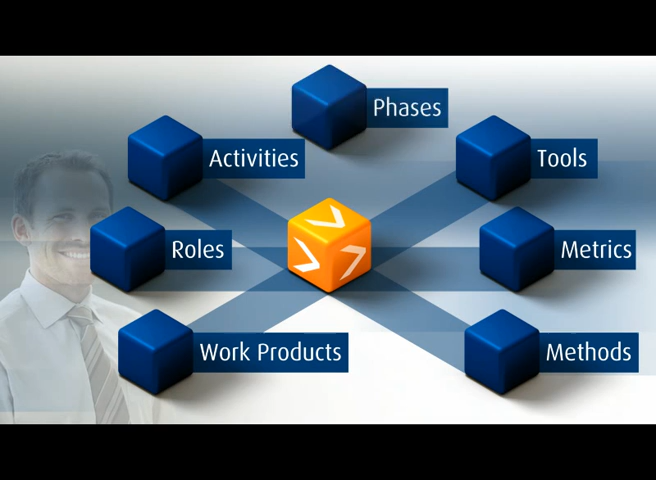 Phases
Activities
Tools
Roles
Metrics
Work Products
Methods